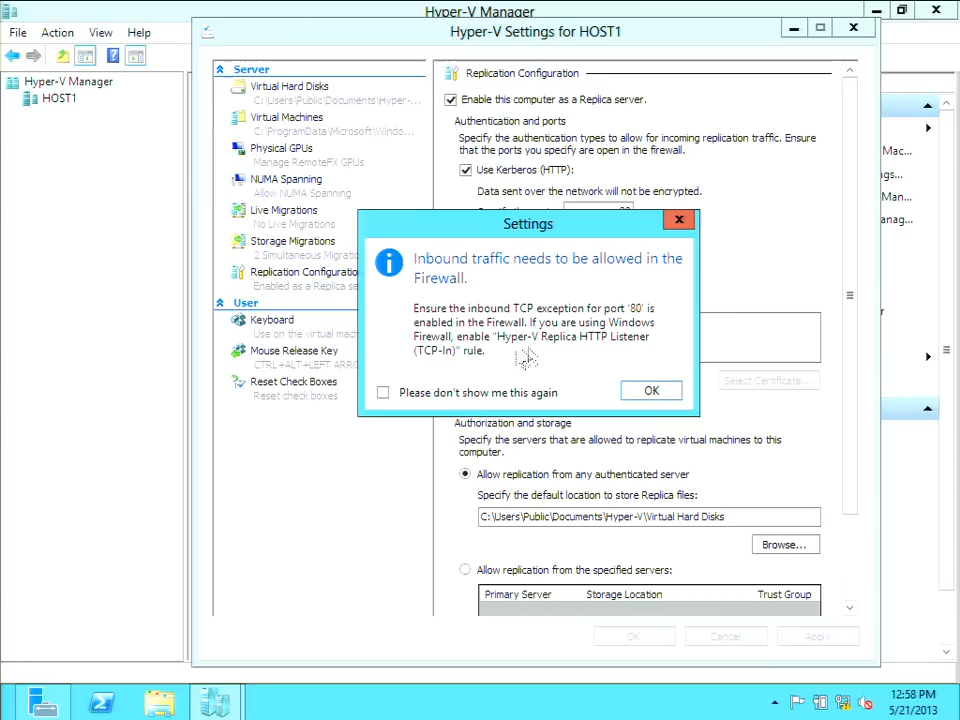 Hyper-V Manager
File Action View Help
Hyper-V Manager
HOST1
Hyper-V Settings for HOST1
Server
Virtual Hard Disks
C:\Users\Public\Documents\Hyper-...
Virtual Machines
C:\ProgramData\Microsoft\Windo...
Physical GPUs
Manage RemoteFX GPUs
NUMA Spanning
Allow NUMA Spanning
Live Migrations
No Live Migrations
Storage Migrations
2 Simultaneous Migratio
Replication Configuratio
Enabled as a Replica se
User
Keyboard
Use on the virtual mach
Mouse Release Key
CTRL+ALT+LEFT ARRO
Reset Check Boxes
Reset check boxes
Replication Configuration
Enable this computer as a Replica server.
Authentication and ports
Specify the authentication types to allow for incoming replication traffic. Ensure
that the ports you specify are open in the firewall.
Use Kerberos (HTTP):
Data sent over the network will not be encrypted.
Settings
x
Inbound traffic needs to be allowed in the
Firewall.
Ensure the inbound TCP exception for port '80' is
enabled in the Firewall. If you are using Windows
Firewall, enable "Hyper-V Replica HTTP Listener
(TCP-In)" rule.
Please don't show me this again
OK
Select Certificate...
Authorization and storage
Specify the servers that are allowed to replicate virtual machines to this
computer.
Allow replication from any authenticated server
Specify the default location to store Replica files:
C:\Users\Public\Documents\Hyper-V\Virtual Hard Disks
Browse...
Allow replication from the specified servers:
Primary Server Storage Location Trust Group
OK Cancel Apply
Mac...
gs...
Man...
anag...
r
12:58 PM
5/21/2013